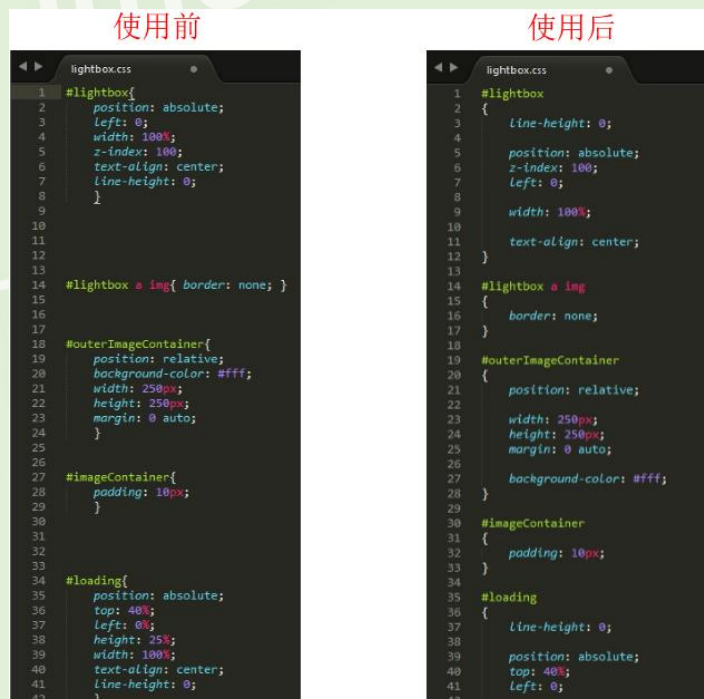 使用前
lightbox.css
1 #lightbox{
2 position: absolute;
3 left: 0;
4 width: 100%;
5 z-index: 100;
6 text-align: center;
7 line-height: 0;
8 }
9
10
11
12
13
14 #lightbox a img{ border: none; }
15
16
17
18 #outerImageContainer{
19 position: relative;
20 background-color: #fff;
21 width: 250px;
22 height: 250px;
23 margin: 0 auto;
24 }
25
26
27 #imageContainer{
28 padding: 10px;
29 }
30
31
32
33
34 #loading{
35 position: absolute;
36 top: 40%;
37 left: 0%;
38 height: 25%;
39 width: 100%;
40 text-align: center;
41 line-height: 0;
42 }
使用后
lightbox.css
1 #lightbox
2 {
3 line-height: 0;
4
5 position: absolute;
6 z-index: 100;
7 left: 0;
8
9 width: 100%;
10
11 text-align: center;
12 }
13
14 #lightbox a img
15 {
16 border: none;
17 }
18
19 #outerImageContainer
20 {
21 position: relative;
22
23 width: 250px;
24 height: 250px;
25 margin: 0 auto;
26
27 background-color: #fff;
28 }
29
30 #imageContainer
31 {
32 padding: 10px;
33 }
34
35 #loading
36 {
37 line-height: 0;
38
39 position: absolute;
40 top: 40%;
41 left: 0;